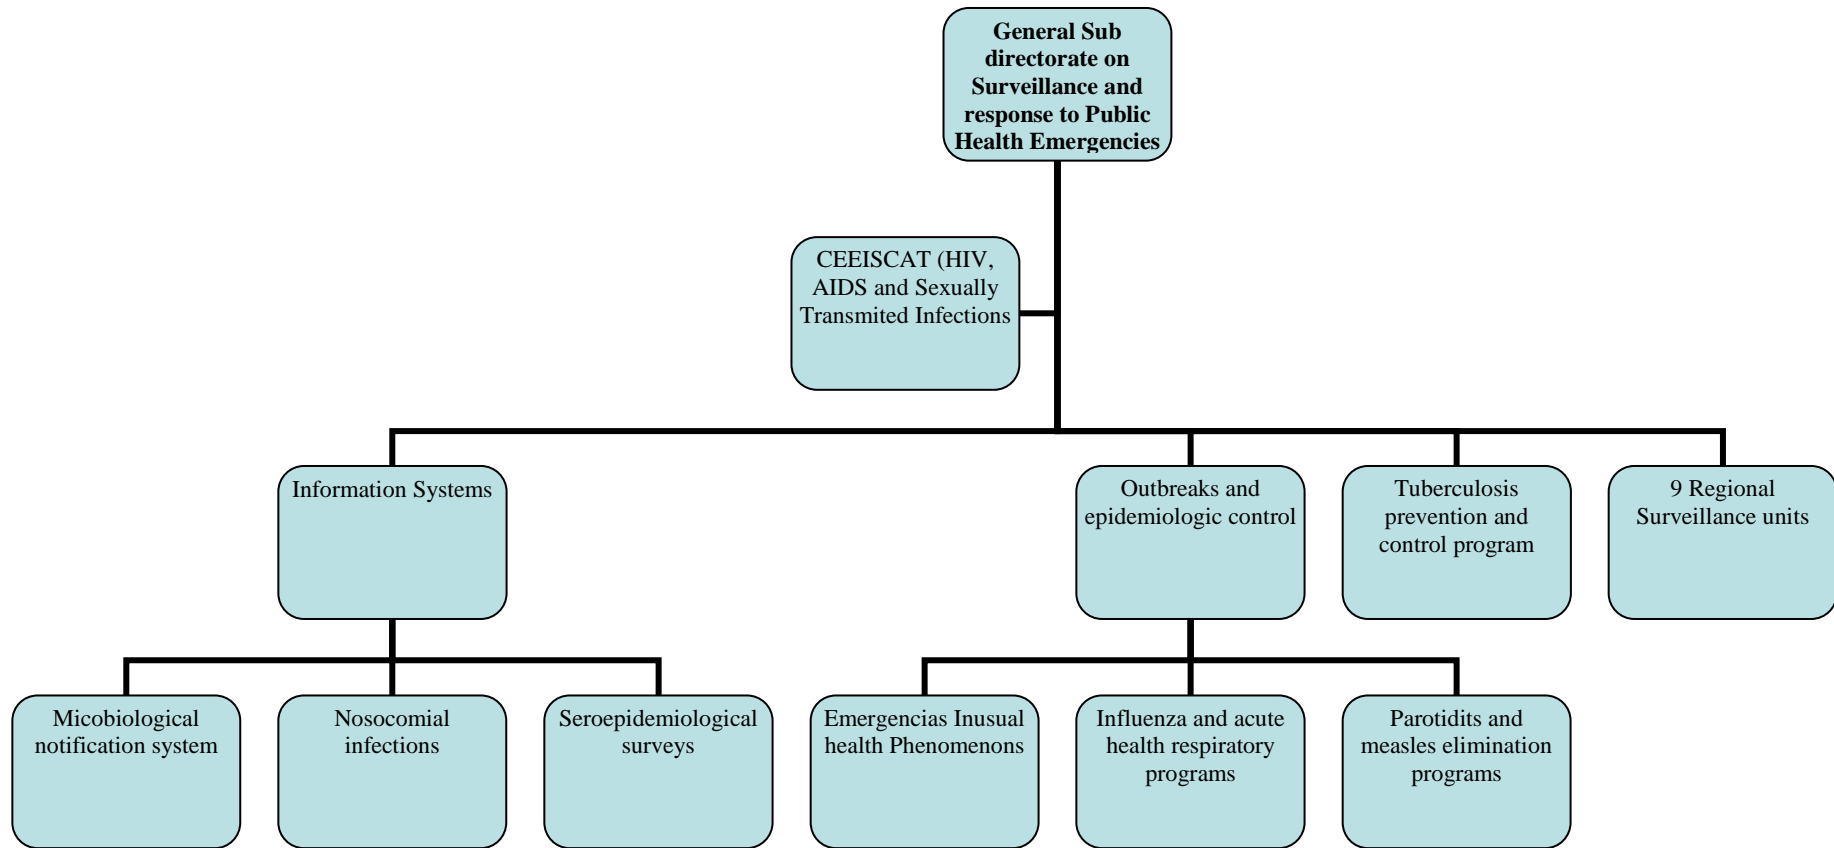 General Sub
directorate on
Surveillance and
response to Public
Health Emergencies
CEEISCAT (HIV,
AIDS and Sexually
Transmited Infections
Information Systems
Outbreaks and
epidemiologic control
Tuberculosis
prevention and
control program
9 Regional
Surveillance units
Micobiological
notification system
Nosocomial
infections
Seroepidemiological
surveys
Emergencias Inusual
health Phenomenons
Influenza and acute
health respiratory
programs
Parotidits and
measles elimination
programs